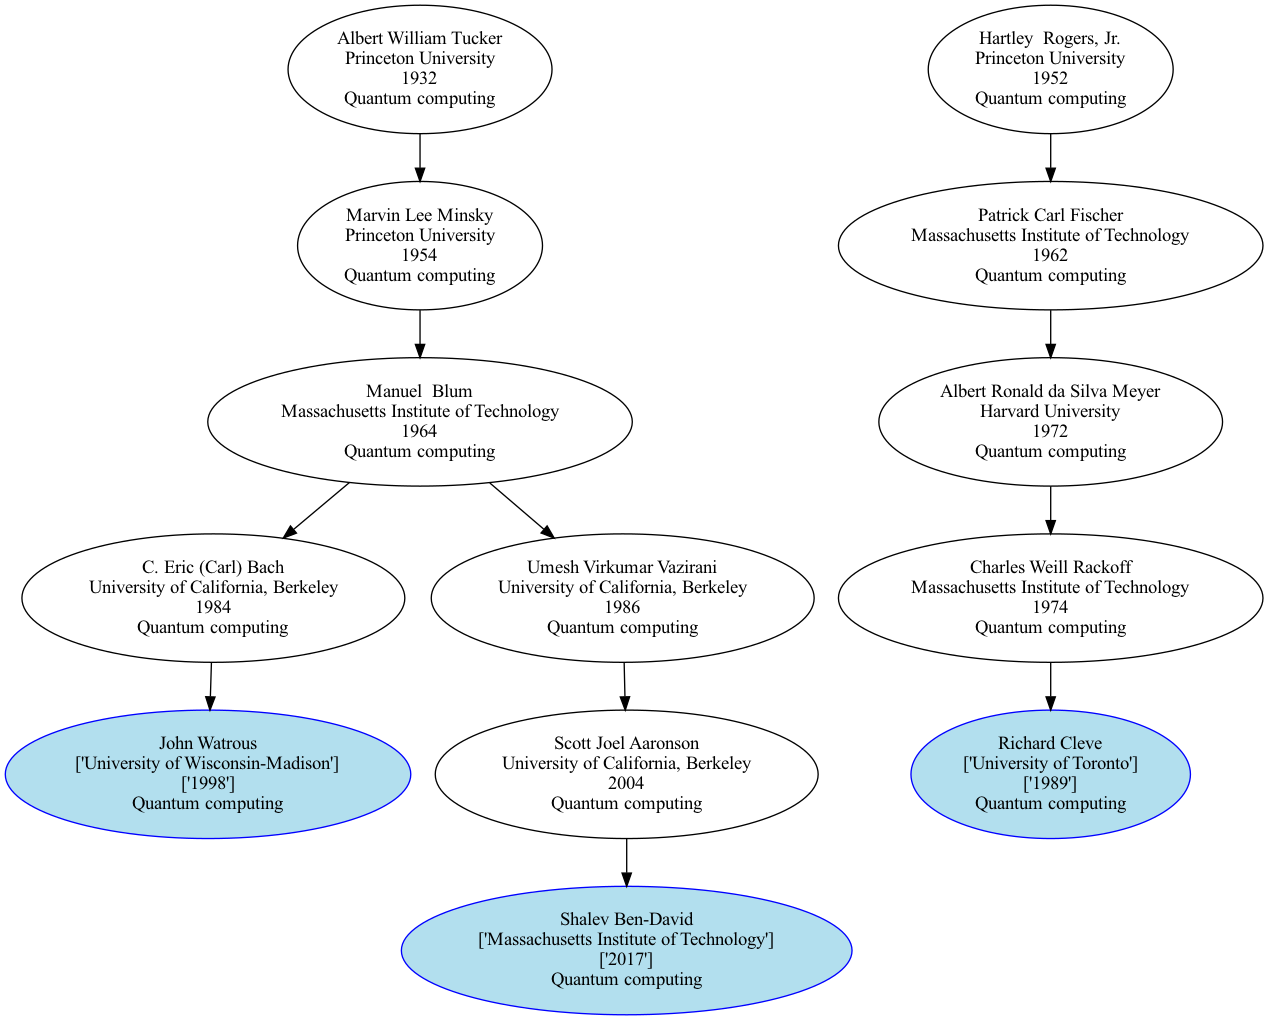 Albert William Tucker
Princeton University
1932
Quantum computing
Hartley  Rogers, Jr.
Princeton University
1952
Quantum computing
Marvin Lee Minsky
Princeton University
1954
Quantum computing
Patrick Carl Fischer
Massachusetts Institute of Technology
1962
Quantum computing
Manuel  Blum
Massachusetts Institute of Technology
1964
Quantum computing
Albert Ronald da Silva Meyer
Harvard University
1972
Quantum computing
C. Eric (Carl) Bach
University of California, Berkeley
1984
Quantum computing
Umesh Virkumar Vazirani
University of California, Berkeley
1986
Quantum computing
Charles Weill Rackoff
Massachusetts Institute of Technology
1974
Quantum computing
John Watrous
['University of Wisconsin-Madison']
['1998']
Quantum computing
Scott Joel Aaronson
University of California, Berkeley
2004
Quantum computing
Richard Cleve
['University of Toronto']
['1989']
Quantum computing
Shalev Ben-David
['Massachusetts Institute of Technology']
['2017']
Quantum computing